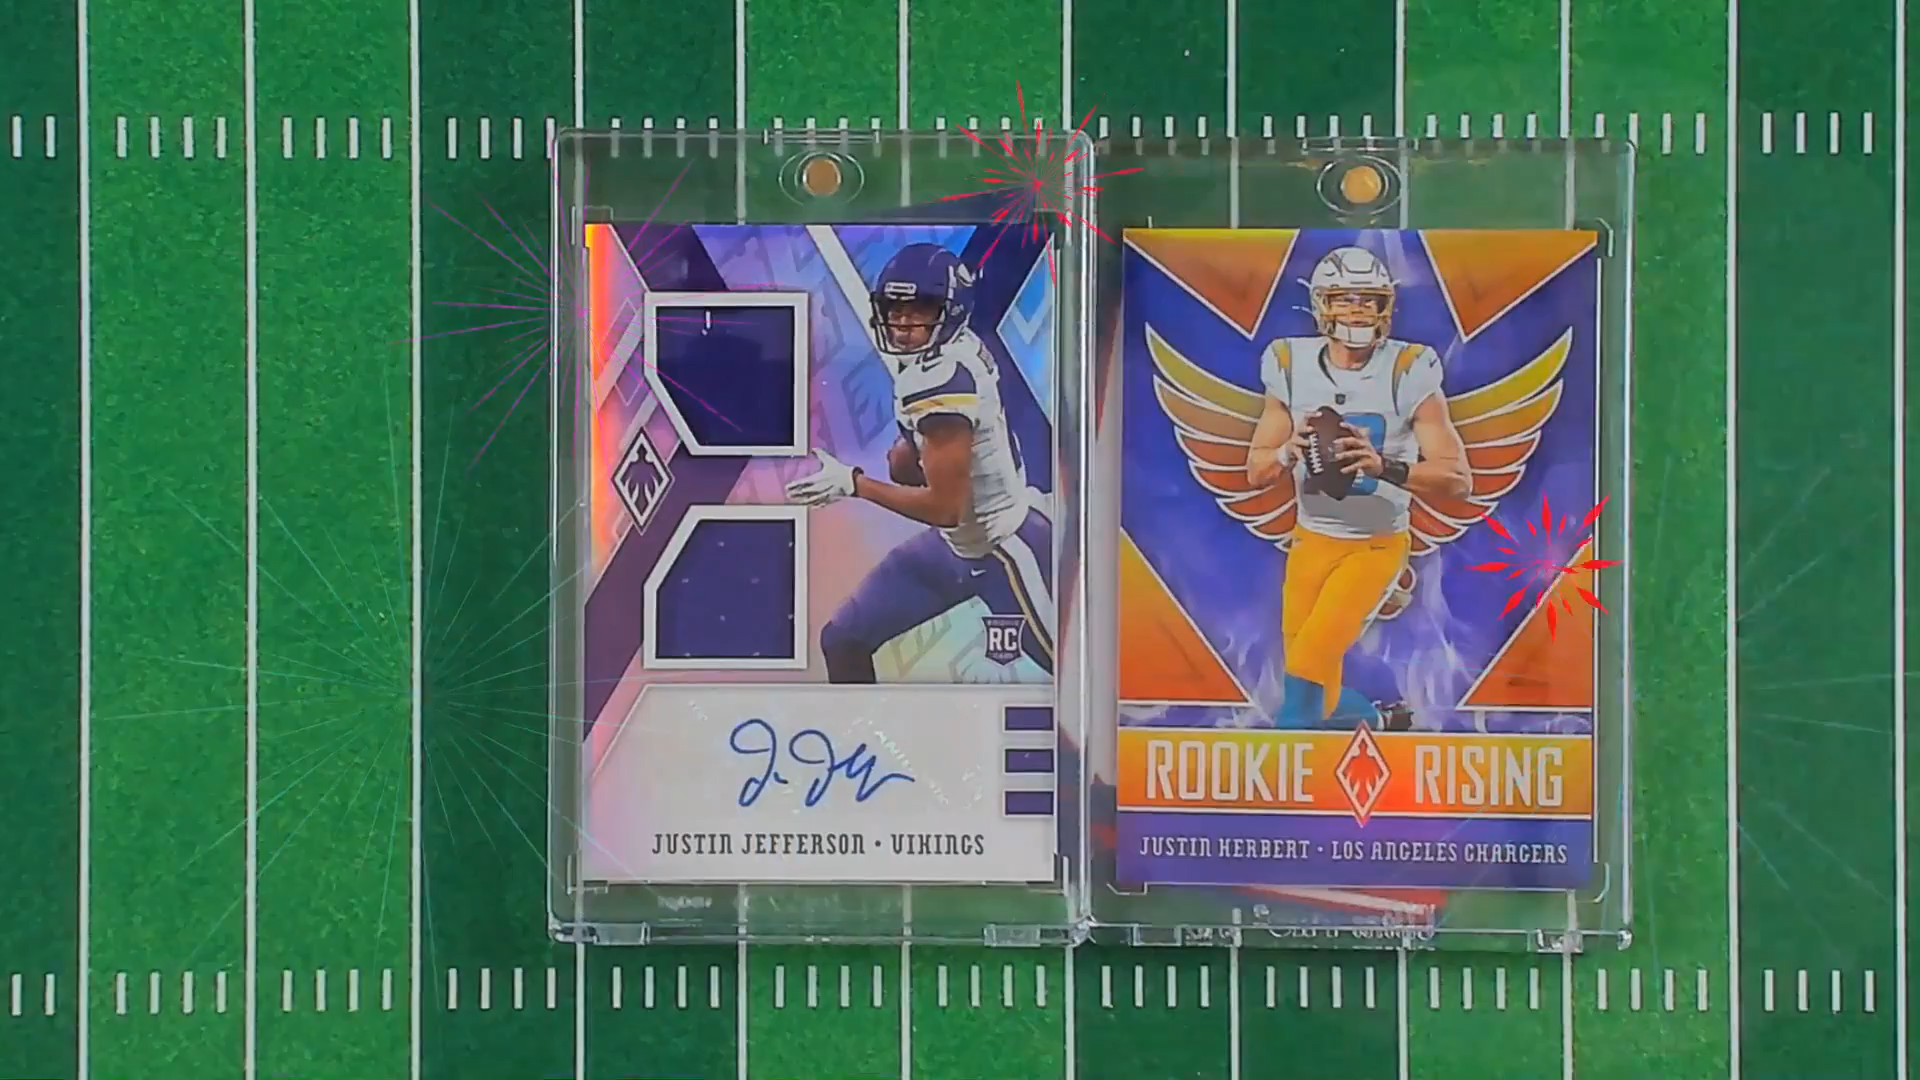 RC
JUSTIN JEFFERSON • VIKINGS
ROOKIE RISING
JUSTIN HERBERT • LOS ANGELES CHARGERS